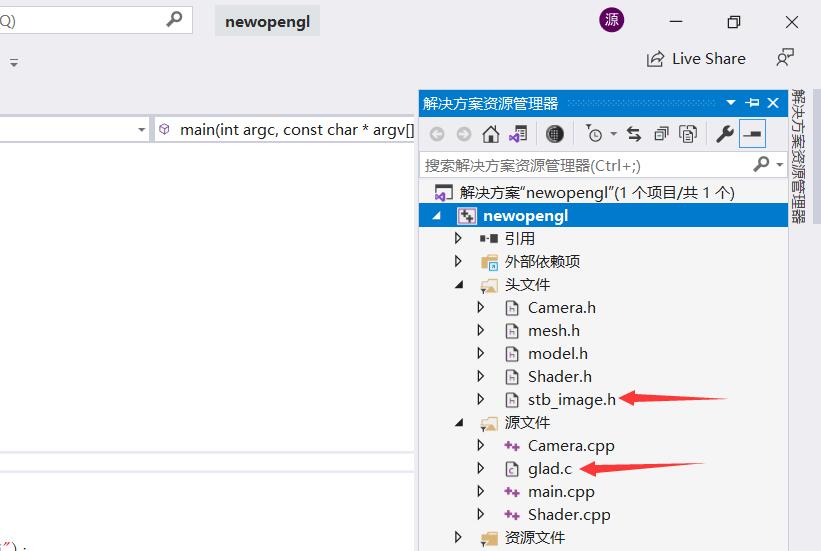 Q)
newopengl
源
Live Share
main(int argc, const char * argv[]
解决方案资源管理器
解决方案资源管理器
搜索解决方案资源管理器(Ctrl+;)
解决方案“newopengl”(1 个项目/共 1 个)
newopengl
引用
外部依赖项
头文件
Camera.h
mesh.h
model.h
Shader.h
stb_image.h
源文件
Camera.cpp
glad.c
main.cpp
Shader.cpp
资源文件
");